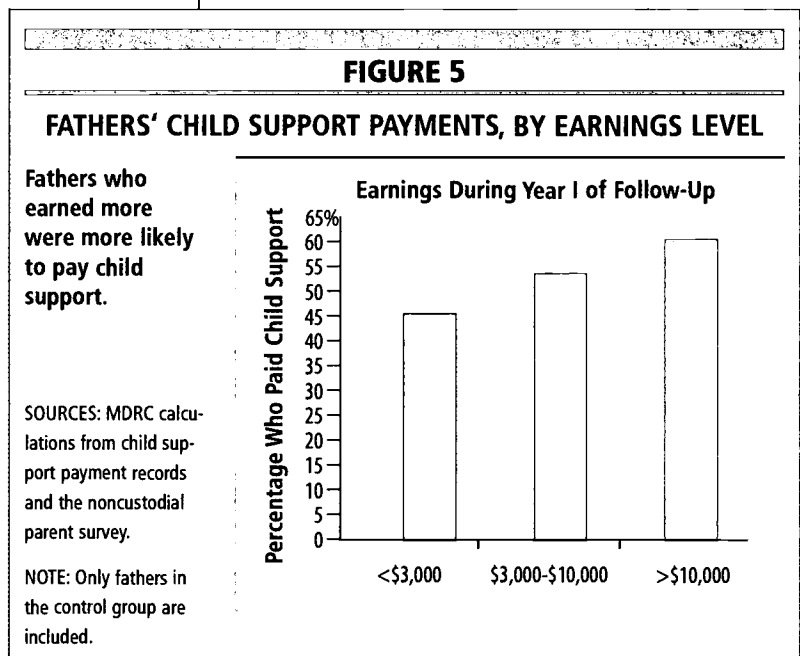 FIGURE 5
FATHERS' CHILD SUPPORT PAYMENTS, BY EARNINGS LEVEL
Fathers who
earned more
were more likely
to pay child
support.
SOURCES: MDRC calcu-
lations from child sup-
port payment records
and the noncustodial
parent survey.
NOTE: Only fathers in
the control group are
included.
Earnings During Year I of Follow-Up
Percentage Who Paid Child Support
65%
60
55
50
45
40
35
30
25
20
15
10
5
0
<$3,000
$3,000-$10,000
>$10,000